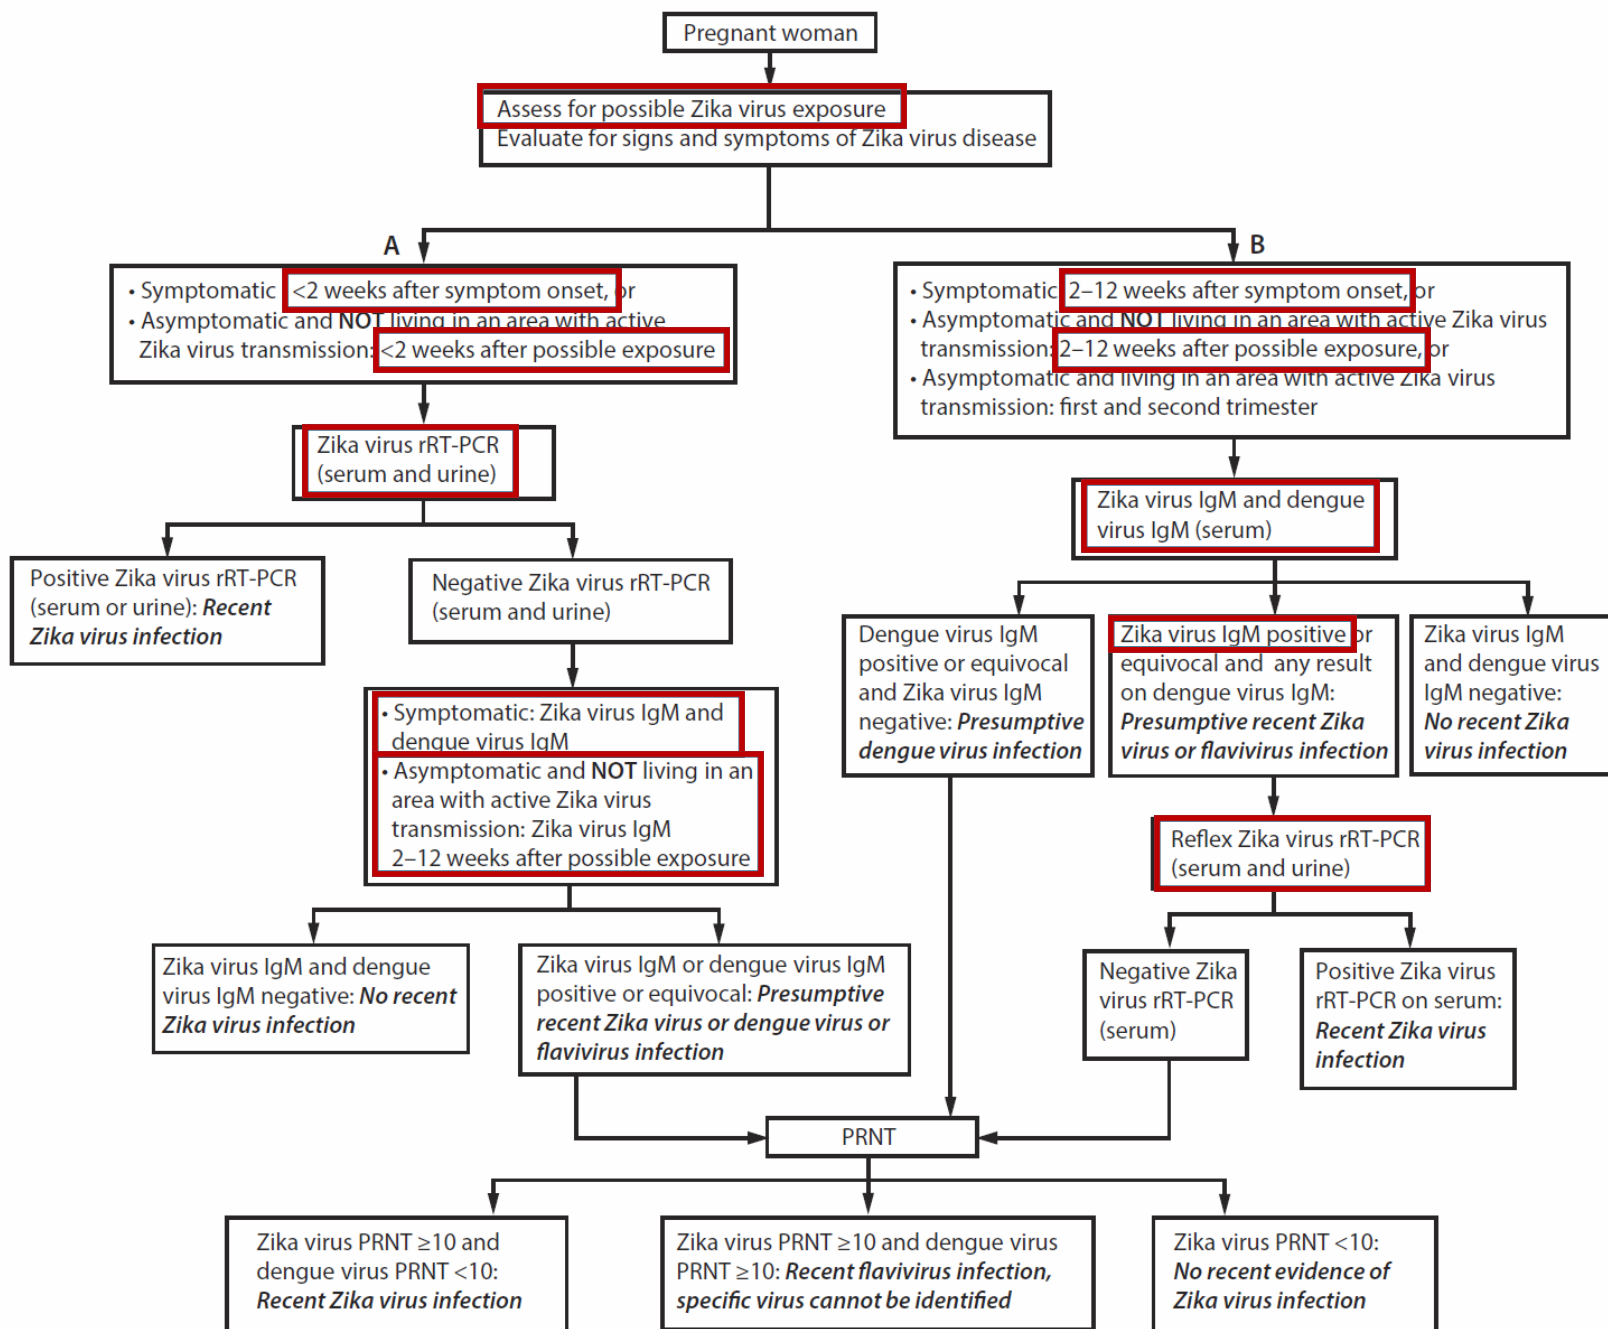 Pregnant woman
Assess for possible Zika virus exposure
Evaluate for signs and symptoms of Zika virus disease
A
• Symptomatic <2 weeks after symptom onset, or
• Asymptomatic and NOT living in an area with active
Zika virus transmission: <2 weeks after possible exposure
B
• Symptomatic: 2–12 weeks after symptom onset, or
• Asymptomatic and NOT living in an area with active Zika virus
transmission: 2–12 weeks after possible exposure, or
• Asymptomatic and living in an area with active Zika virus
transmission: first and second trimester
Zika virus rRT-PCR
(serum and urine)
Positive Zika virus rRT-PCR
(serum or urine): Recent
Zika virus infection
Negative Zika virus rRT-PCR
(serum and urine)
• Symptomatic: Zika virus IgM and
dengue virus IgM
• Asymptomatic and NOT living in an
area with active Zika virus
transmission: Zika virus IgM
2–12 weeks after possible exposure
Zika virus IgM and dengue
virus IgM negative: No recent
Zika virus infection
Zika virus IgM or dengue virus IgM
positive or equivocal: Presumptive
recent Zika virus or dengue virus or
flavivirus infection
Zika virus IgM and dengue
virus IgM (serum)
Dengue virus IgM
positive or equivocal
and Zika virus IgM
negative: Presumptive
dengue virus infection
Zika virus IgM positive or
equivocal and any result
on dengue virus IgM:
Presumptive recent Zika
virus or flavivirus infection
Zika virus IgM
and dengue virus
IgM negative:
No recent Zika
virus infection
Reflex Zika virus rRT-PCR
(serum and urine)
Negative Zika
virus rRT-PCR
(serum)
Positive Zika virus
rRT-PCR on serum:
Recent Zika virus
infection
PRNT
Zika virus PRNT ≥10 and
dengue virus PRNT <10:
Recent Zika virus infection
Zika virus PRNT ≥10 and dengue virus
PRNT ≥10: Recent flavivirus infection,
specific virus cannot be identified
Zika virus PRNT <10:
No recent evidence of
Zika virus infection